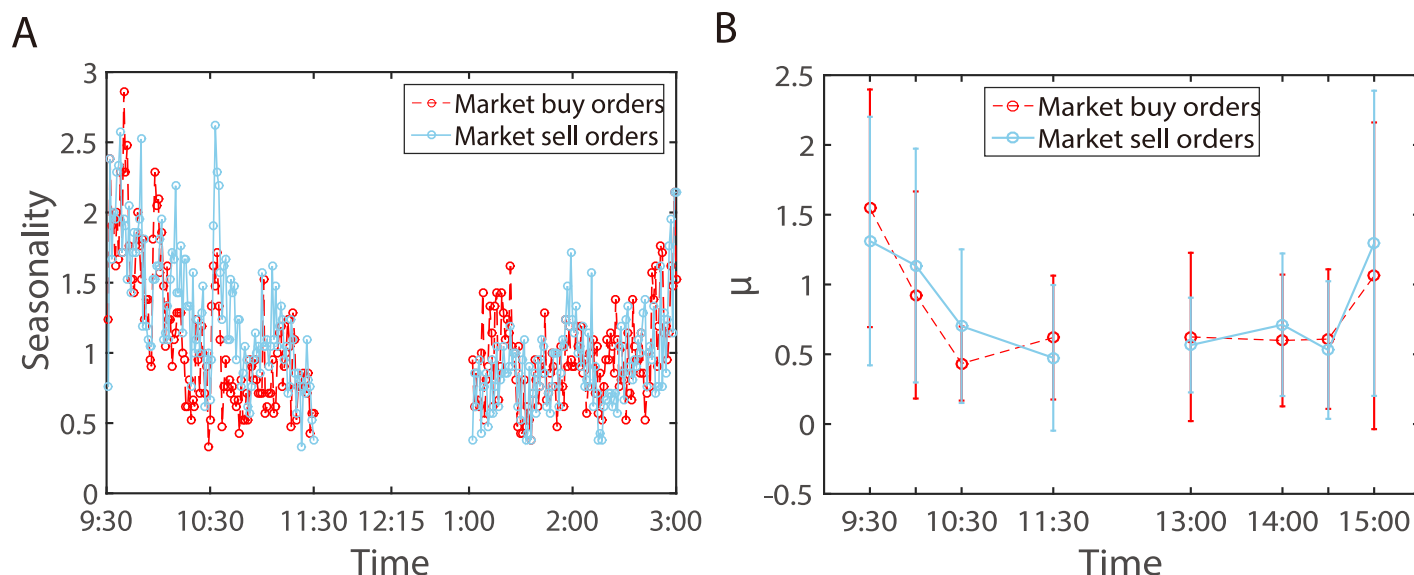 A
Seasonality
3
2.5
2
1.5
1
0.5
0
Market buy orders
Market sell orders
9:30 10:30 11:30 12:15 1:00 2:00 3:00
Time
B
μ
2.5
2
1.5
1
0.5
0
-0.5
Market buy orders
Market sell orders
9:30 10:30 11:30 13:00 14:00 15:00
Time